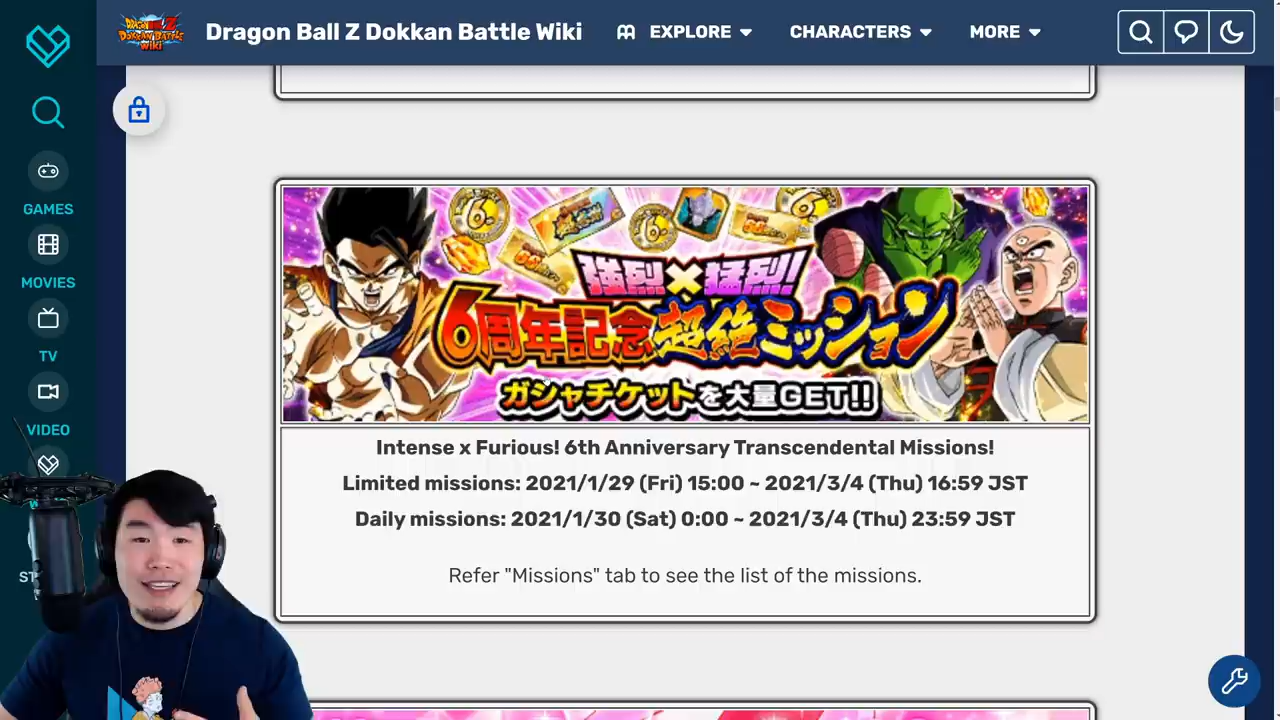 Dragon Ball Z Dokkan Battle Wiki
EXPLORE
CHARACTERS
MORE
GAMES
MOVIES
TV
VIDEO
強烈×猛烈!
6周年記念超絶ミッション
ガシャチケットを大量GET!!
Intense x Furious! 6th Anniversary Transcendental Missions!
Limited missions: 2021/1/29 (Fri) 15:00 ~ 2021/3/4 (Thu) 16:59 JST
Daily missions: 2021/1/30 (Sat) 0:00 ~ 2021/3/4 (Thu) 23:59 JST
Refer "Missions" tab to see the list of the missions.